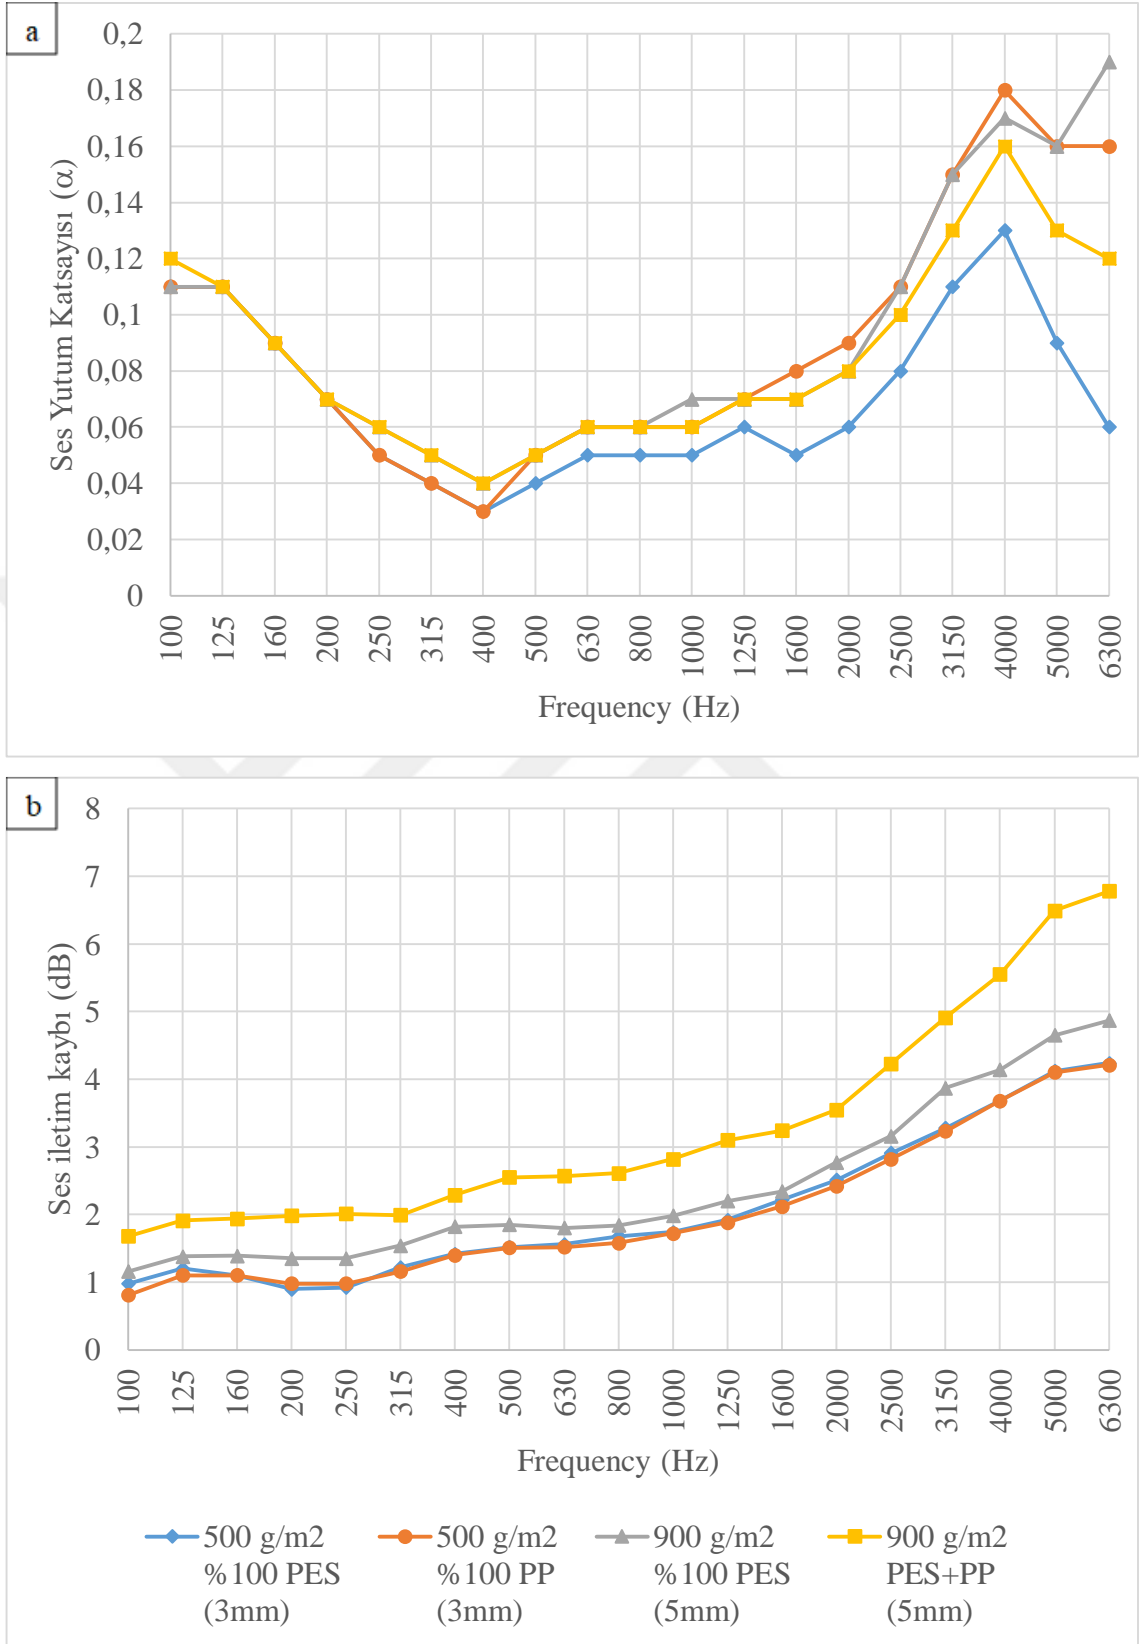 a
0,2
0,18
0,16
0,14
0,12
0,1
0,08
0,06
0,04
0,02
0
Ses Yutum Katsayısı (α)
100 125 160 200 250 315 400 500 630 800 1000 1250 1600 2000 2500 3150 4000 5000 6300
Frequency (Hz)
b
8
7
6
5
4
3
2
1
0
Ses iletim kaybı (dB)
100 125 160 200 250 315 400 500 630 800 1000 1250 1600 2000 2500 3150 4000 5000 6300
Frequency (Hz)
500 g/m2 %100 PES (3mm)
500 g/m2 %100 PP (3mm)
900 g/m2 %100 PES (5mm)
900 g/m2 PES+PP (5mm)